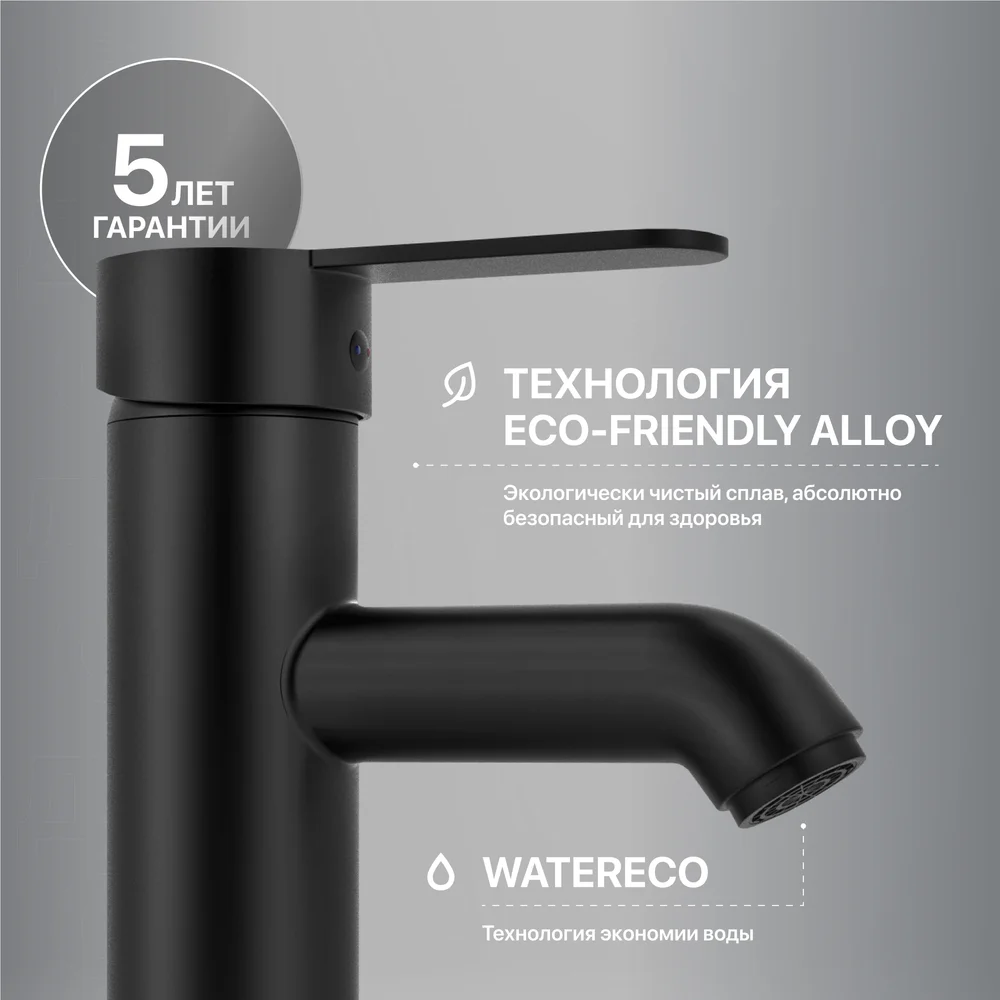 5 ЛЕТ
ГАРАНТИИ
ТЕХНОЛОГИЯ
ECO-FRIENDLY ALLOY
Экологически чистый сплав, абсолютно
безопасный для здоровья
WATERECO
Технология экономии воды